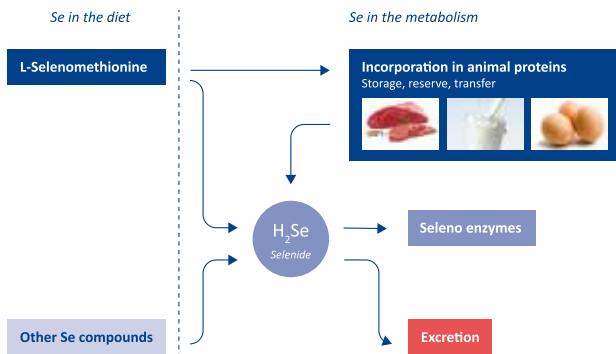 Se in the diet
Se in the metabolism
L-Selenomethionine
Incorporation in animal proteins
Storage, reserve, transfer
H₂Se
Selenide
Seleno enzymes
Other Se compounds
Excretion